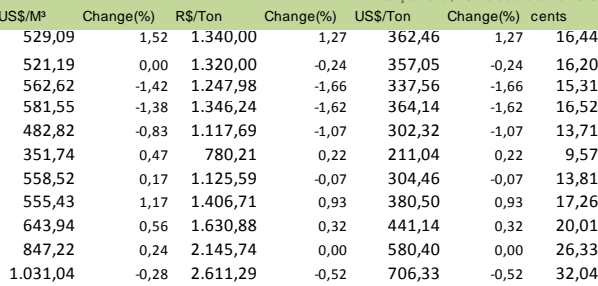 US$/M³ Change(%) R$/Ton Change(%) US$/Ton Change(%) cents
529,09 1,52 1.340,00 1,27 362,46 1,27 16,44
521,19 0,00 1.320,00 -0,24 357,05 -0,24 16,20
562,62 -1,42 1.247,98 -1,66 337,56 -1,66 15,31
581,55 -1,38 1.346,24 -1,62 364,14 -1,62 16,52
482,82 -0,83 1.117,69 -1,07 302,32 -1,07 13,71
351,74 0,47 780,21 0,22 211,04 0,22 9,57
558,52 0,17 1.125,59 -0,07 304,46 -0,07 13,81
555,43 1,17 1.406,71 0,93 380,50 0,93 17,26
643,94 0,56 1.630,88 0,32 441,14 0,32 20,01
847,22 0,24 2.145,74 0,00 580,40 0,00 26,33
1.031,04 -0,28 2.611,29 -0,52 706,33 -0,52 32,04